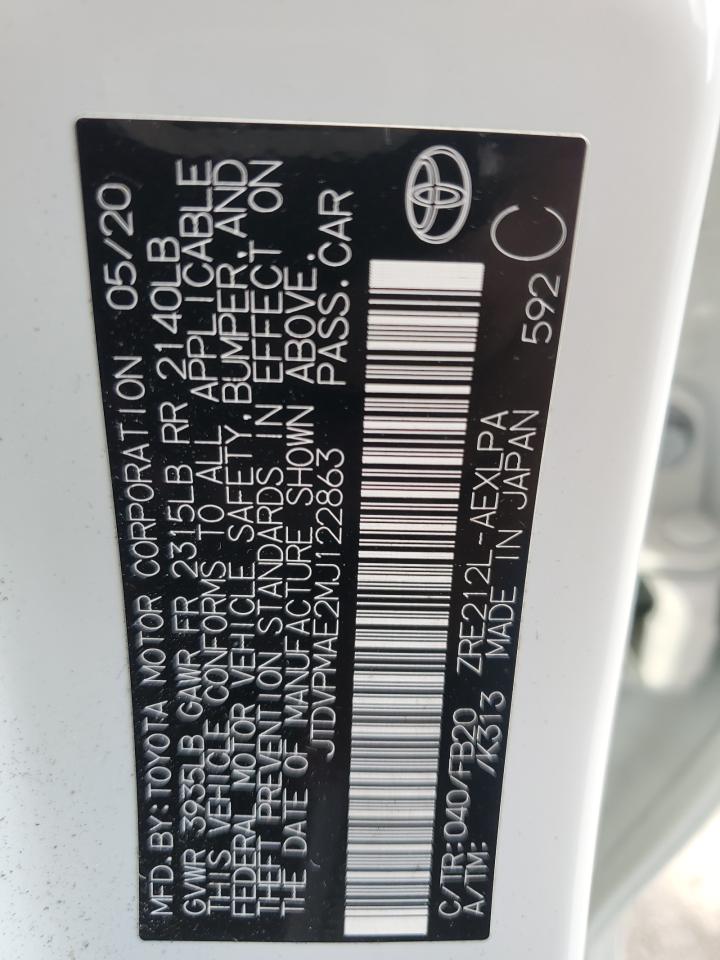 MFD.BY:TOYOTA MOTOR CORPORATION 05/20
GVWR 3935LB GAWR FR 2315LB RR 2140LB
THIS VEHICLE CONFORMS TO ALL APPLICABLE
FEDERAL MOTOR VEHICLE SAFETY,BUMPER,AND
THEFT PREVENTION STANDARDS IN EFFECT ON
THE DATE OF MANUFACTURE SHOWN ABOVE.
JTDVPMAE2MJ122863 PASS.CAR
C/TR:040/FB20 ZRE212L-AEXLPA 592 C
A/TM: /K313 MADE IN JAPAN